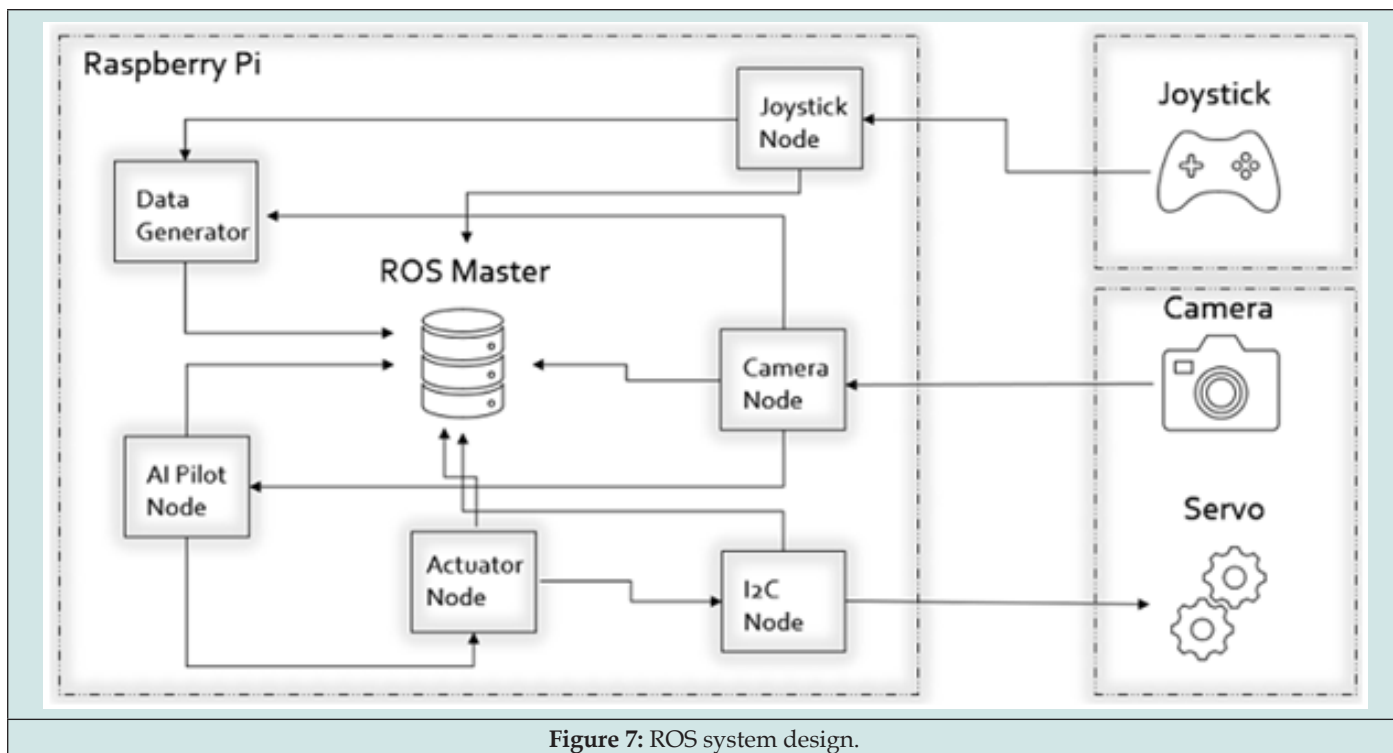 Raspberry Pi
Joystick
Node
Joystick
Data
Generator
ROS Master
Camera
Node
Camera
AI Pilot
Node
Actuator
Node
I2C
Node
Servo
Figure 7: ROS system design.